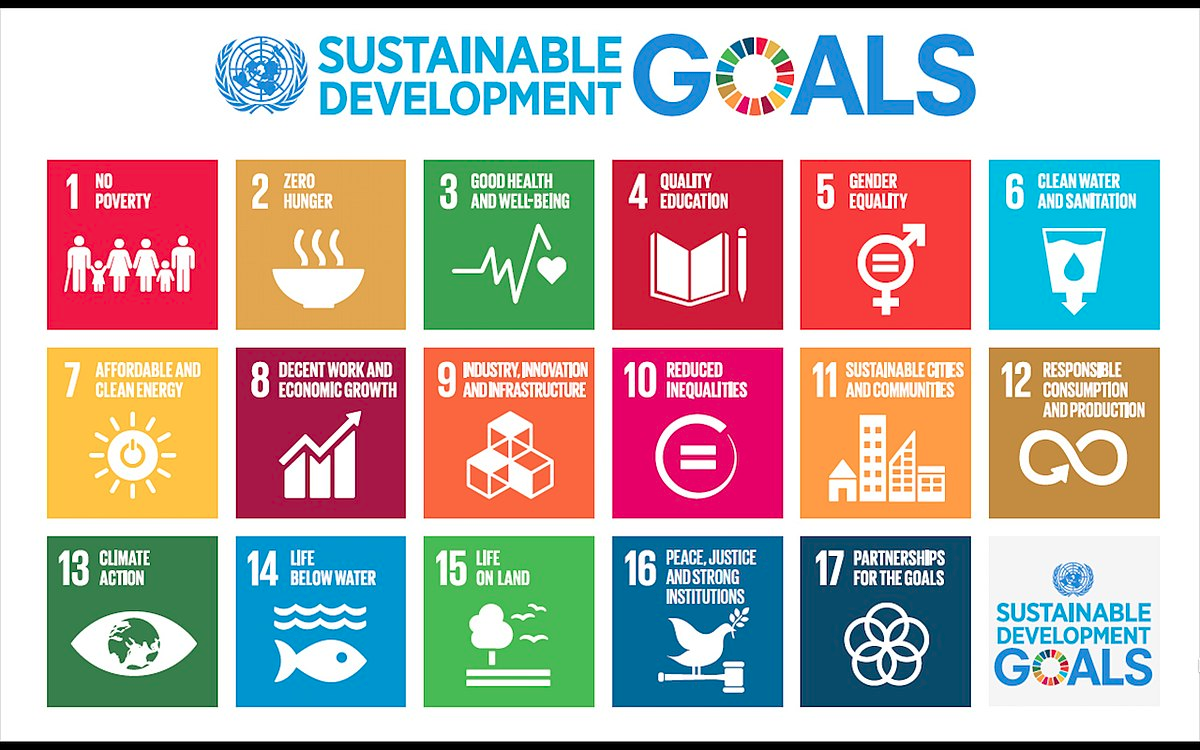 SUSTAINABLE
DEVELOPMENT
GOALS
1 NO
POVERTY
2 ZERO
HUNGER
3 GOOD HEALTH
AND WELL-BEING
4 QUALITY
EDUCATION
5 GENDER
EQUALITY
6 CLEAN WATER
AND SANITATION
7 AFFORDABLE AND
CLEAN ENERGY
8 DECENT WORK AND
ECONOMIC GROWTH
9 INDUSTRY, INNOVATION
AND INFRASTRUCTURE
10 REDUCED
INEQUALITIES
11 SUSTAINABLE CITIES
AND COMMUNITIES
12 RESPONSIBLE
CONSUMPTION
AND PRODUCTION
13 CLIMATE
ACTION
14 LIFE
BELOW WATER
15 LIFE
ON LAND
16 PEACE, JUSTICE
AND STRONG
INSTITUTIONS
17 PARTNERSHIPS
FOR THE GOALS
SUSTAINABLE
DEVELOPMENT
GOALS